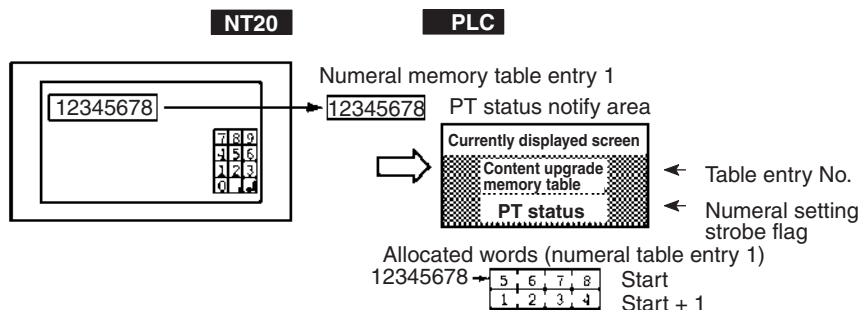 NT20
PLC
Numeral memory table entry 1
12345678
12345678
PT status notify area
7 8 9
4 5 6
1 2 3
0 . ↵
Currently displayed screen
Content upgrade
memory table
Table entry No.
PT status
Numeral setting
strobe flag
Allocated words (numeral table entry 1)
12345678
5 6 7 8
Start
1 2 3 4
Start + 1